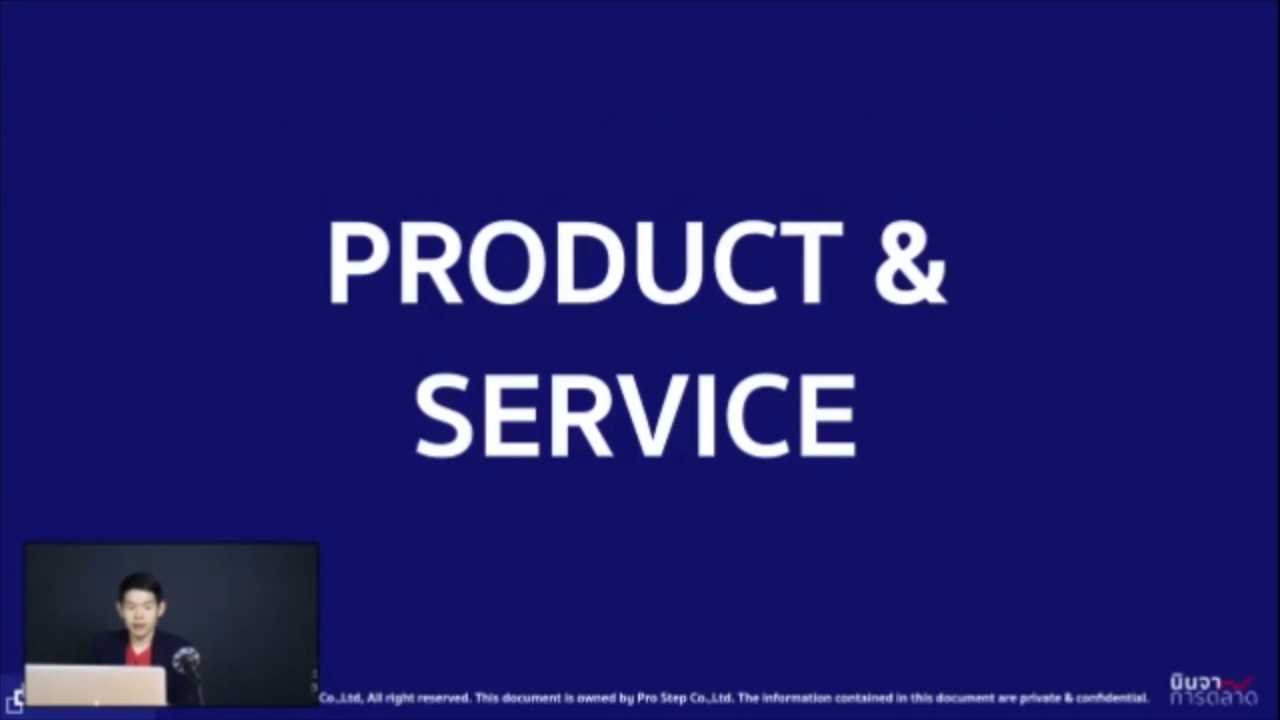 PRODUCT &
SERVICE
Co.,Ltd, All right reserved. This document is owned by Pro Step Co.,Ltd. The information contained in this document are private & confidential.
นินจา
การตลาด